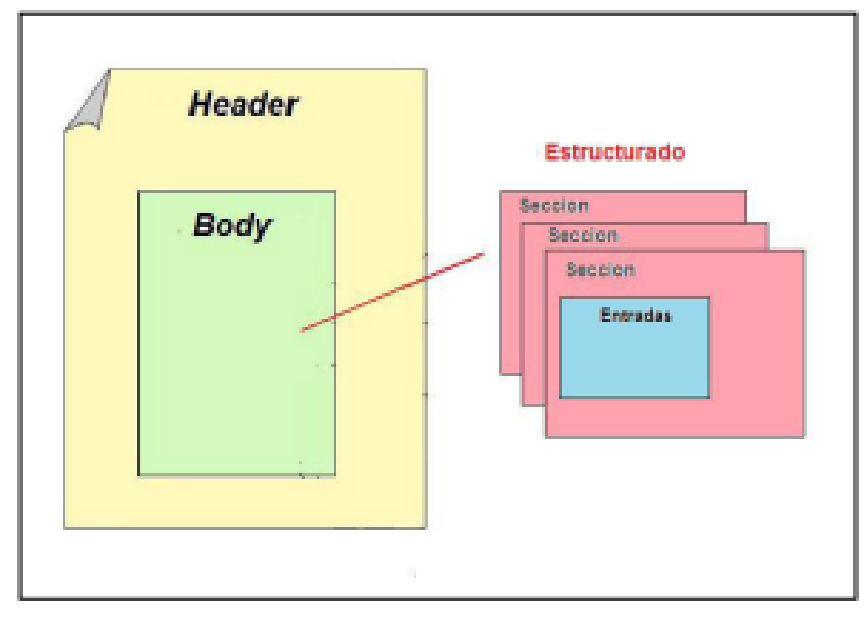 Header
Body
Estructurado
Seccion
Seccion
Seccion
Entradas